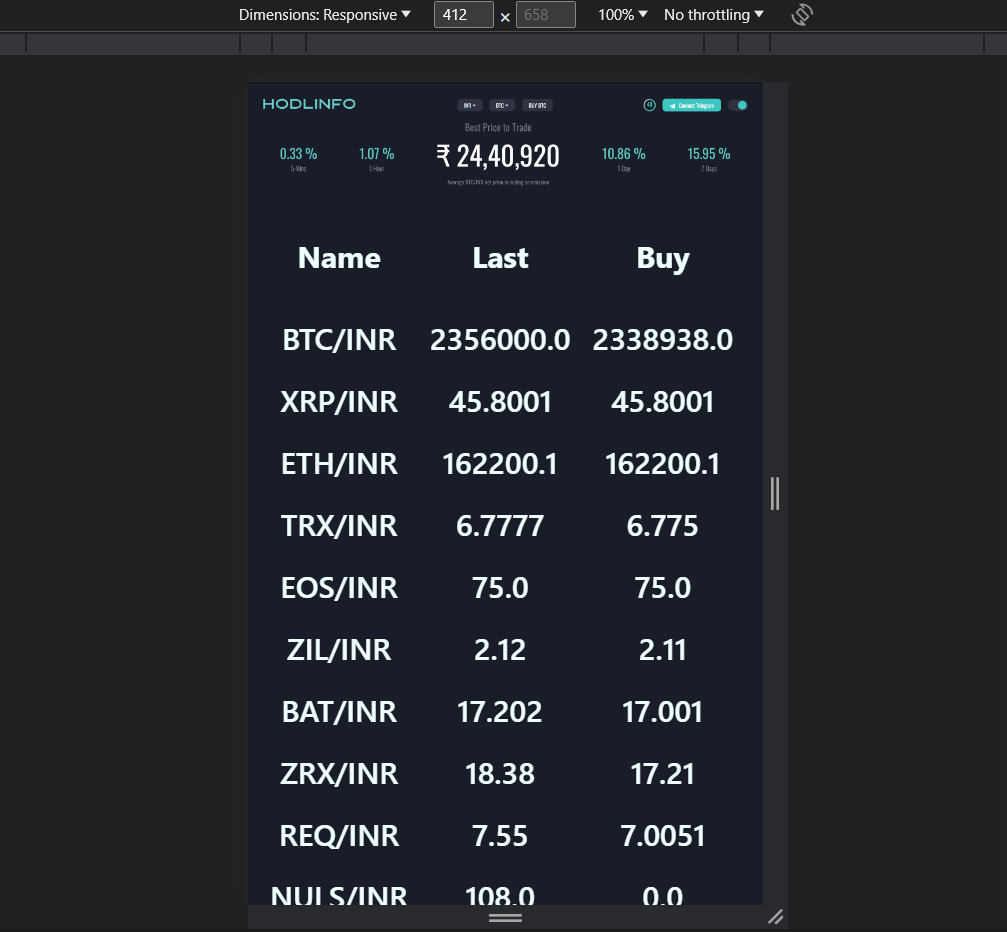 Dimensions: Responsive 412 × 658 100% No throttling
HODLINFO INR BTC BUY BTC Connect Telegram
Best Price to Trade
0.33 % 1.07 % ₹ 24,40,920 10.86 % 15.95 %
5 Mins 1 Hour 1 Day 7 Days
Average BTC/INR net price including commission
Name Last Buy
BTC/INR 2356000.0 2338938.0
XRP/INR 45.8001 45.8001
ETH/INR 162200.1 162200.1
TRX/INR 6.7777 6.775
EOS/INR 75.0 75.0
ZIL/INR 2.12 2.11
BAT/INR 17.202 17.001
ZRX/INR 18.38 17.21
REQ/INR 7.55 7.0051
NULS/INR 108.0 0.0